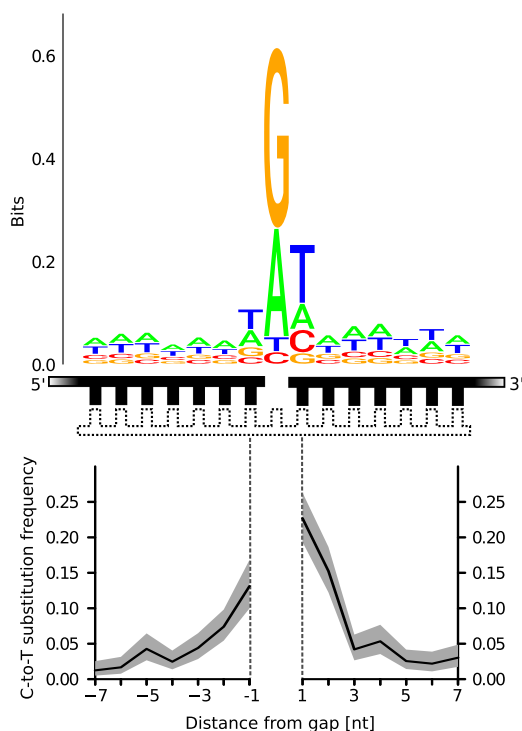 0.6
0.4
Bits
0.2
0.0
G
A
T
C
T
A
C
G
T
A
G
5' 3'
C-to-T substitution frequency
0.25 0.25
0.20 0.20
0.15 0.15
0.10 0.10
0.05 0.05
0.00 0.00
−7 −5 −3 -1 1 3 5 7
Distance from gap [nt]